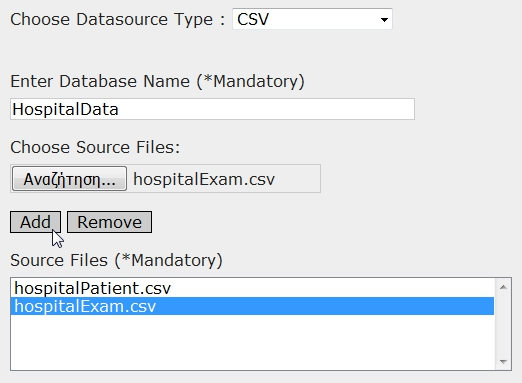 Choose Datasource Type : CSV
Enter Database Name (*Mandatory)
HospitalData
Choose Source Files:
Αναζήτηση... hospitalExam.csv
Add Remove
Source Files (*Mandatory)
hospitalPatient.csv
hospitalExam.csv